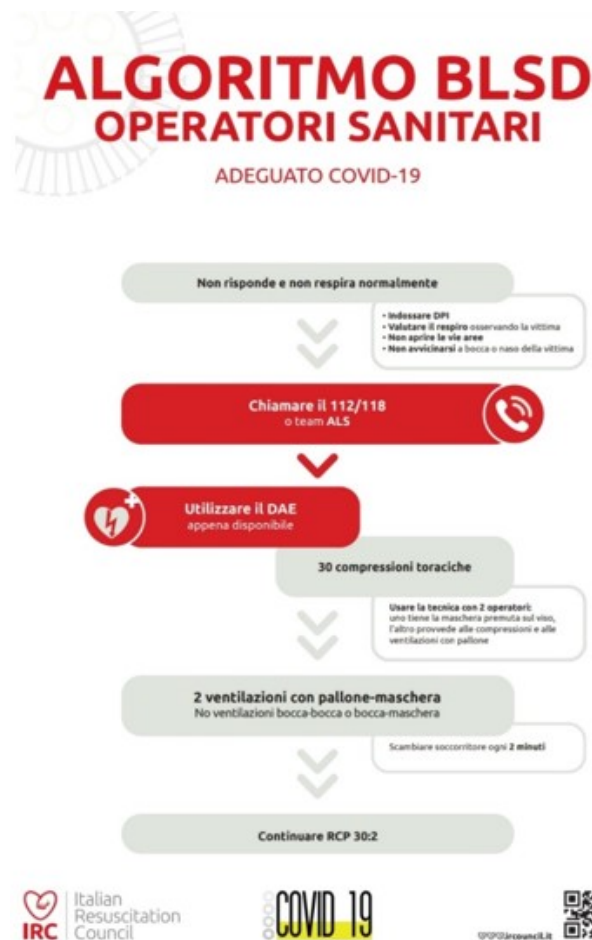 ALGORITMO BLSD
OPERATORI SANITARI
ADEGUATO COVID-19
Non risponde e non respira normalmente
• Indossare DPI
• Valutare il respiro osservando la vittima
• Non aprire le vie aree
• Non avvicinarsi a bocca o naso della vittima
Chiamare il 112/118
o team ALS
Utilizzare il DAE
appena disponibile
30 compressioni toraciche
Usare la tecnica con 2 operatori:
uno tiene la maschera premuta sul viso,
l'altro provvede alle compressioni e alle
ventilazioni con pallone
2 ventilazioni con pallone-maschera
No ventilazioni bocca-bocca o bocca-maschera
Scambiare soccorritore ogni 2 minuti
Continuare RCP 30:2
IRC
Italian
Resuscitation
Council
COVID 19
www.ircouncil.it